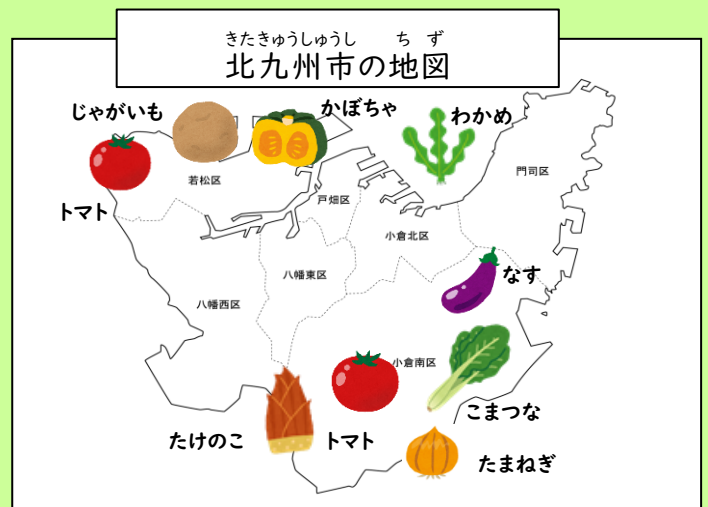 きたきゅうしゅうし ちず
北九州市の地図
じゃがいも
かぼちゃ
わかめ
トマト
若松区
戸畑区
門司区
小倉北区
八幡東区
なす
八幡西区
小倉南区
こまつな
たけのこ
トマト
たまねぎ